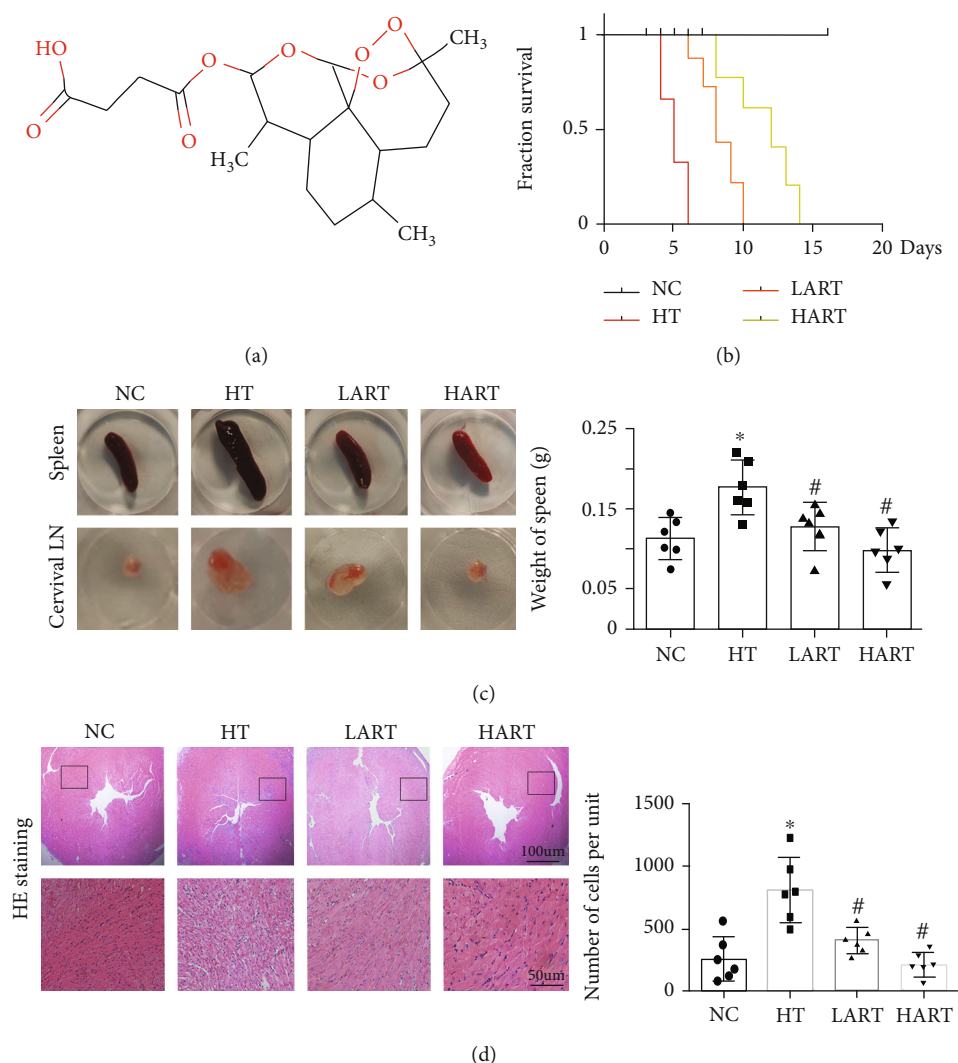 HO
O
O
O
O
O
O
O
CH3
H3C
CH3
(a)
Fraction survival
1
0.5
0
0
5
10
15
20
Days
NC
LART
HT
HART
(b)
NC
HT
LART
HART
Spleen
Cervival LN
Weight of speen (g)
0.25
0.15
0.05
0
*
#
#
NC
HT
LART
HART
(c)
NC
HT
LART
HART
HE staining
100um
50um
Number of cells per unit
1500
1000
500
0
*
#
#
NC
HT
LART
HART
(d)